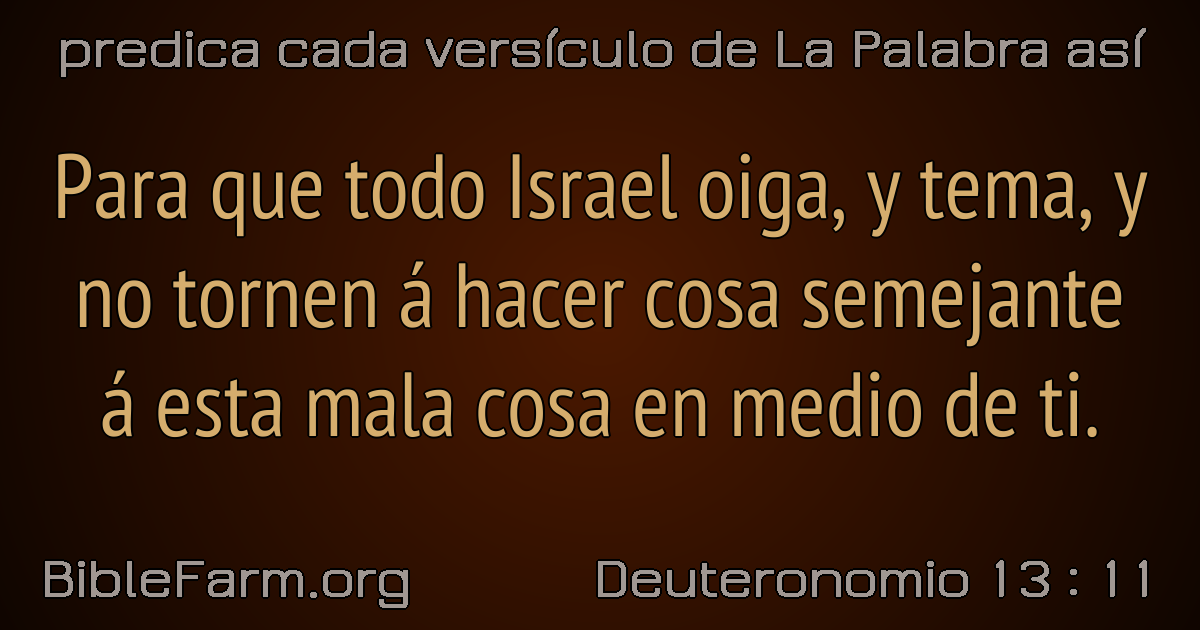 predica cada versículo de La Palabra así
Para que todo Israel oiga, y tema, y
no tornen á hacer cosa semejante
á esta mala cosa en medio de ti.
BibleFarm.org
Deuteronomio 13 : 11